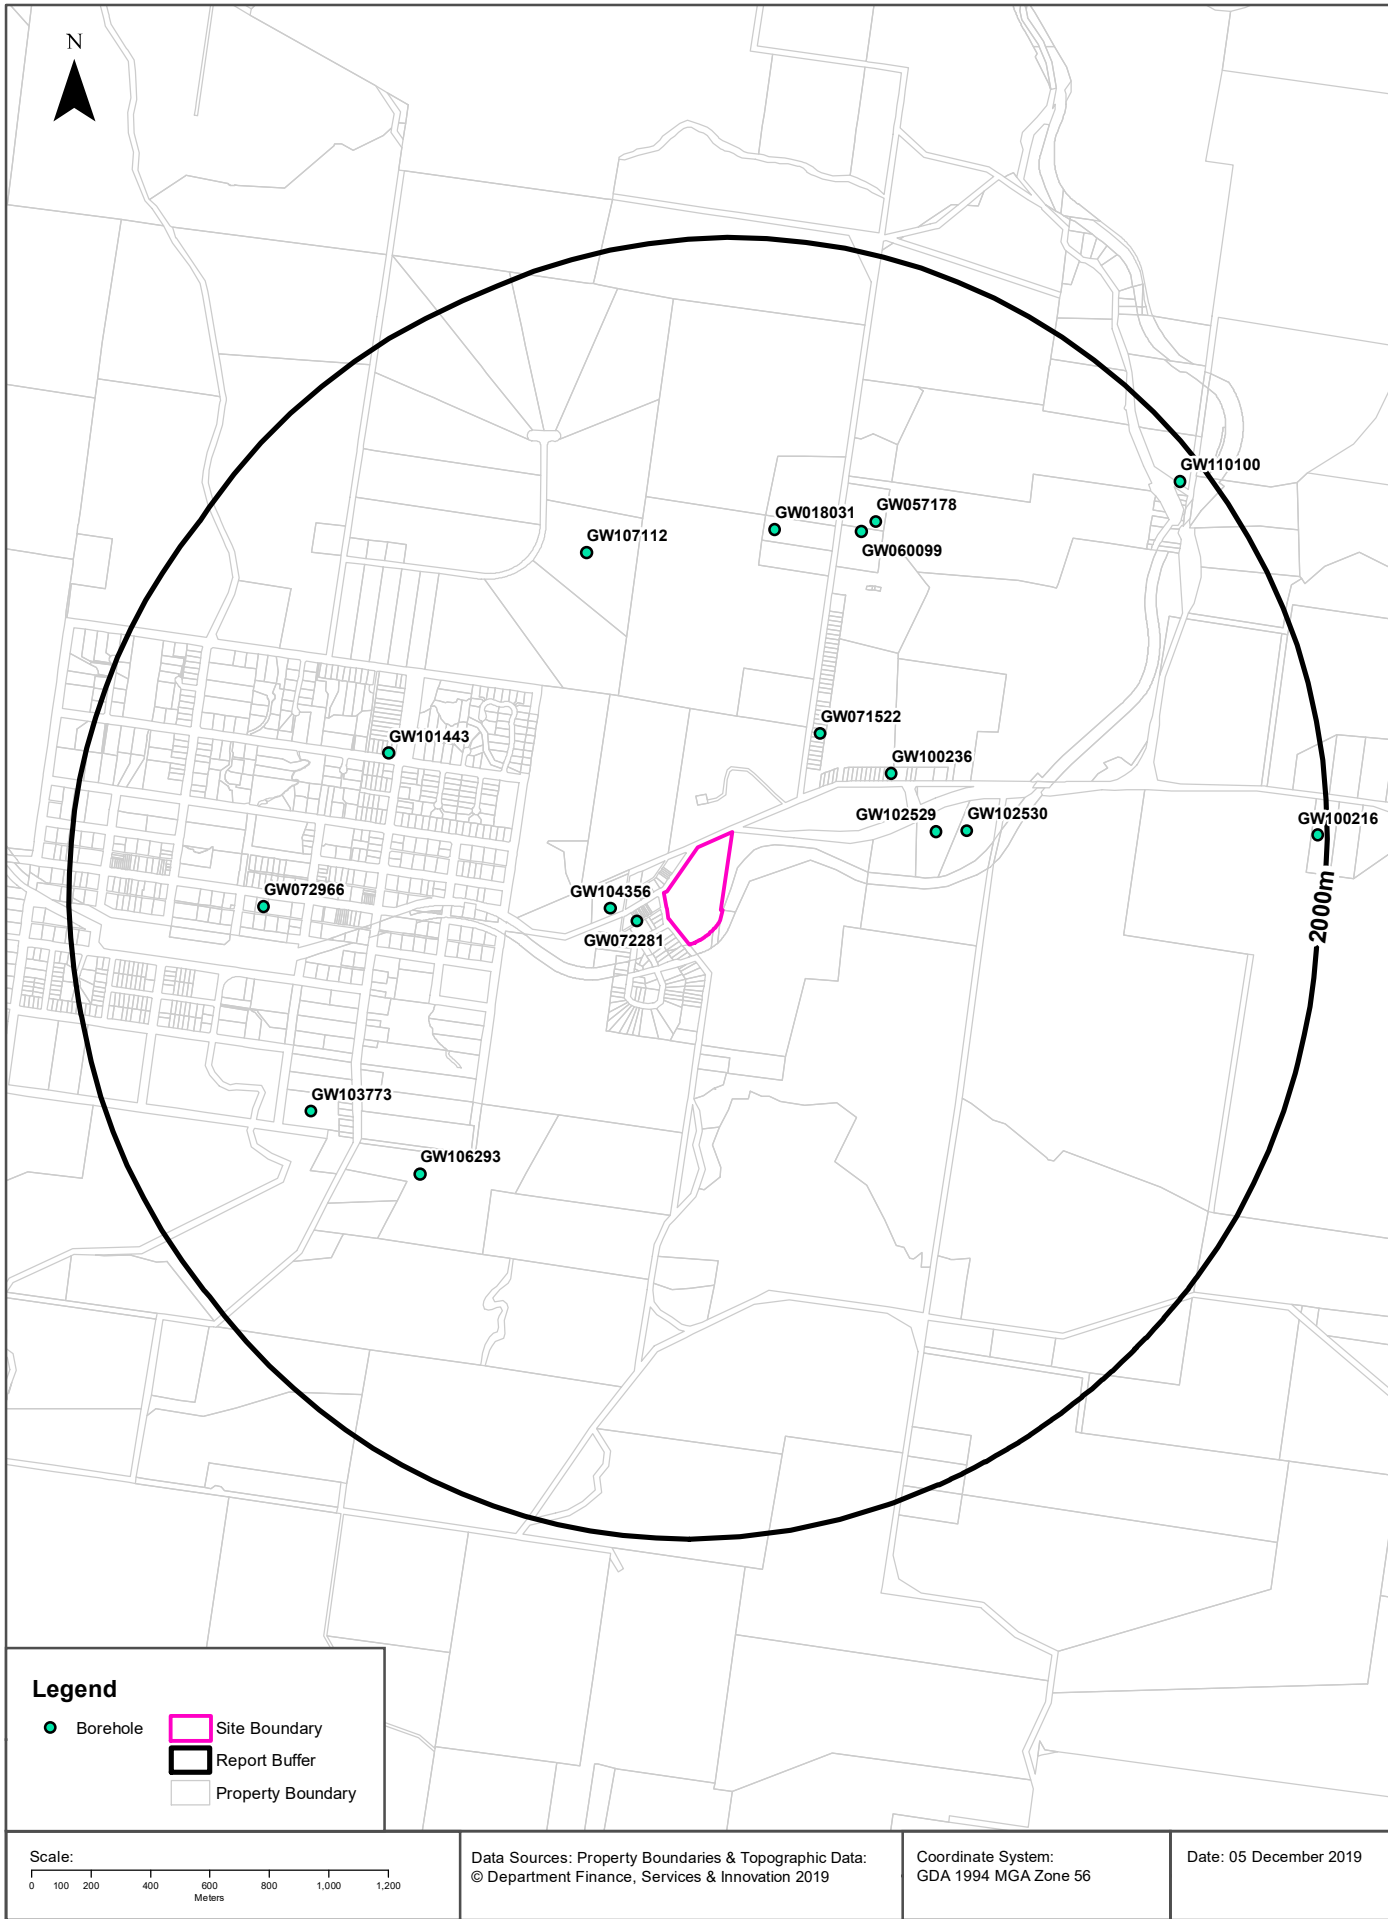 N
GW110100
GW057178
GW018031
GW107112
GW060099
GW071522
GW101443
GW100236
GW102529
GW102530
GW100216
GW104356
GW072966
2000m
GW072281
GW103773
GW106293
Legend
Borehole
Site Boundary
Report Buffer
Property Boundary
Scale:
0 100 200 400 600 800 1,000 1,200
Meters
Data Sources: Property Boundaries & Topographic Data:
© Department Finance, Services & Innovation 2019
Coordinate System:
GDA 1994 MGA Zone 56
Date: 05 December 2019